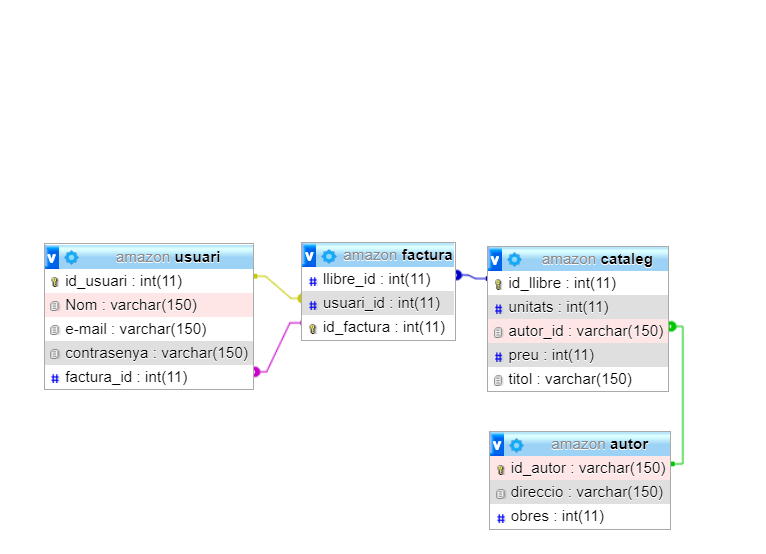 v amazon usuari
id_usuari : int(11)
Nom : varchar(150)
e-mail : varchar(150)
contrasenya : varchar(150)
# factura_id : int(11)
v amazon factura
# llibre_id : int(11)
# usuari_id : int(11)
id_factura : int(11)
v amazon cataleg
id_llibre : int(11)
# unitats : int(11)
autor_id : varchar(150)
# preu : int(11)
titol : varchar(150)
v amazon autor
id_autor : varchar(150)
direccio : varchar(150)
# obres : int(11)